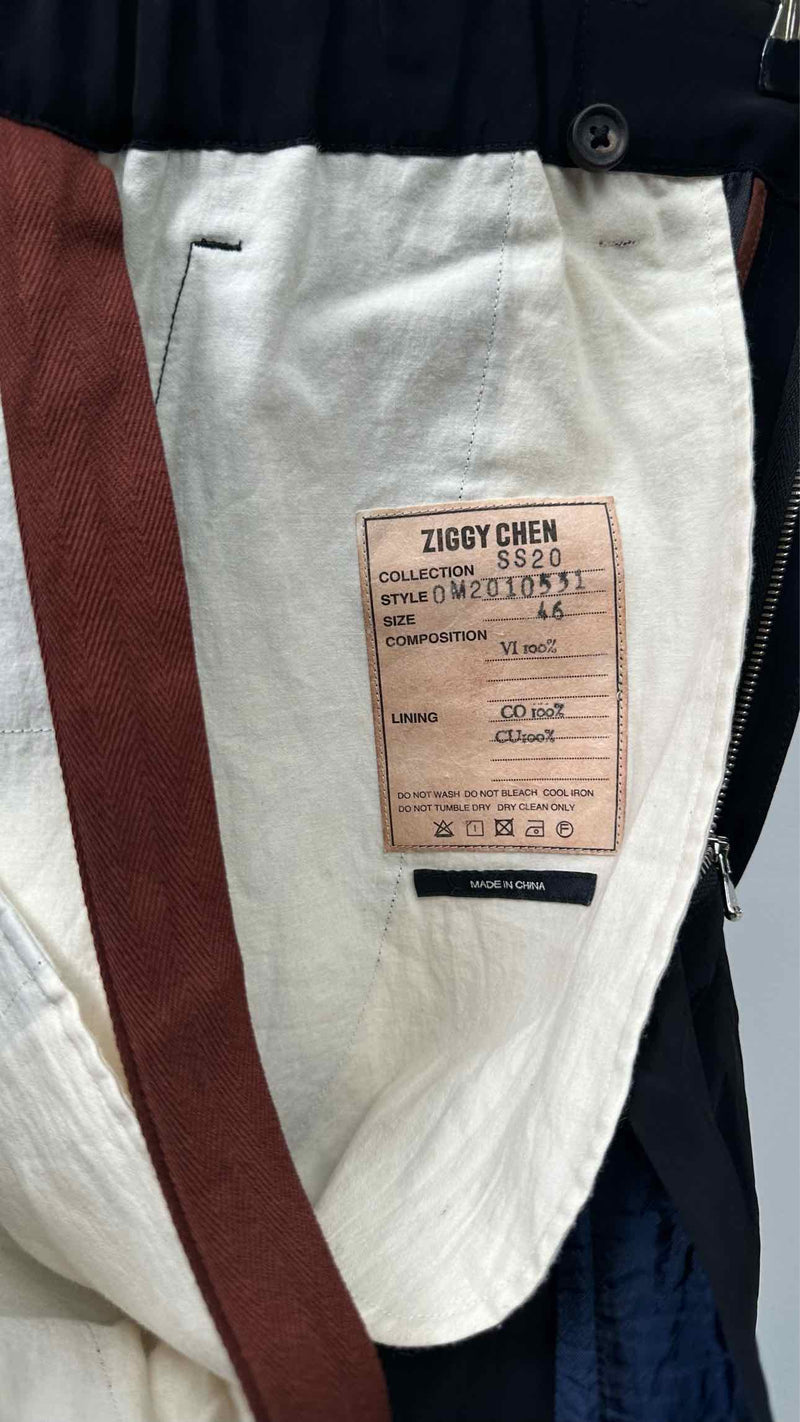 ZIGGY CHEN
COLLECTION SS20
STYLE 0M2010531
SIZE 46
COMPOSITION VI 100%
LINING CO 100%
CU100%
DO NOT WASH DO NOT BLEACH COOL IRON
DO NOT TUMBLE DRY DRY CLEAN ONLY
F
MADE IN CHINA